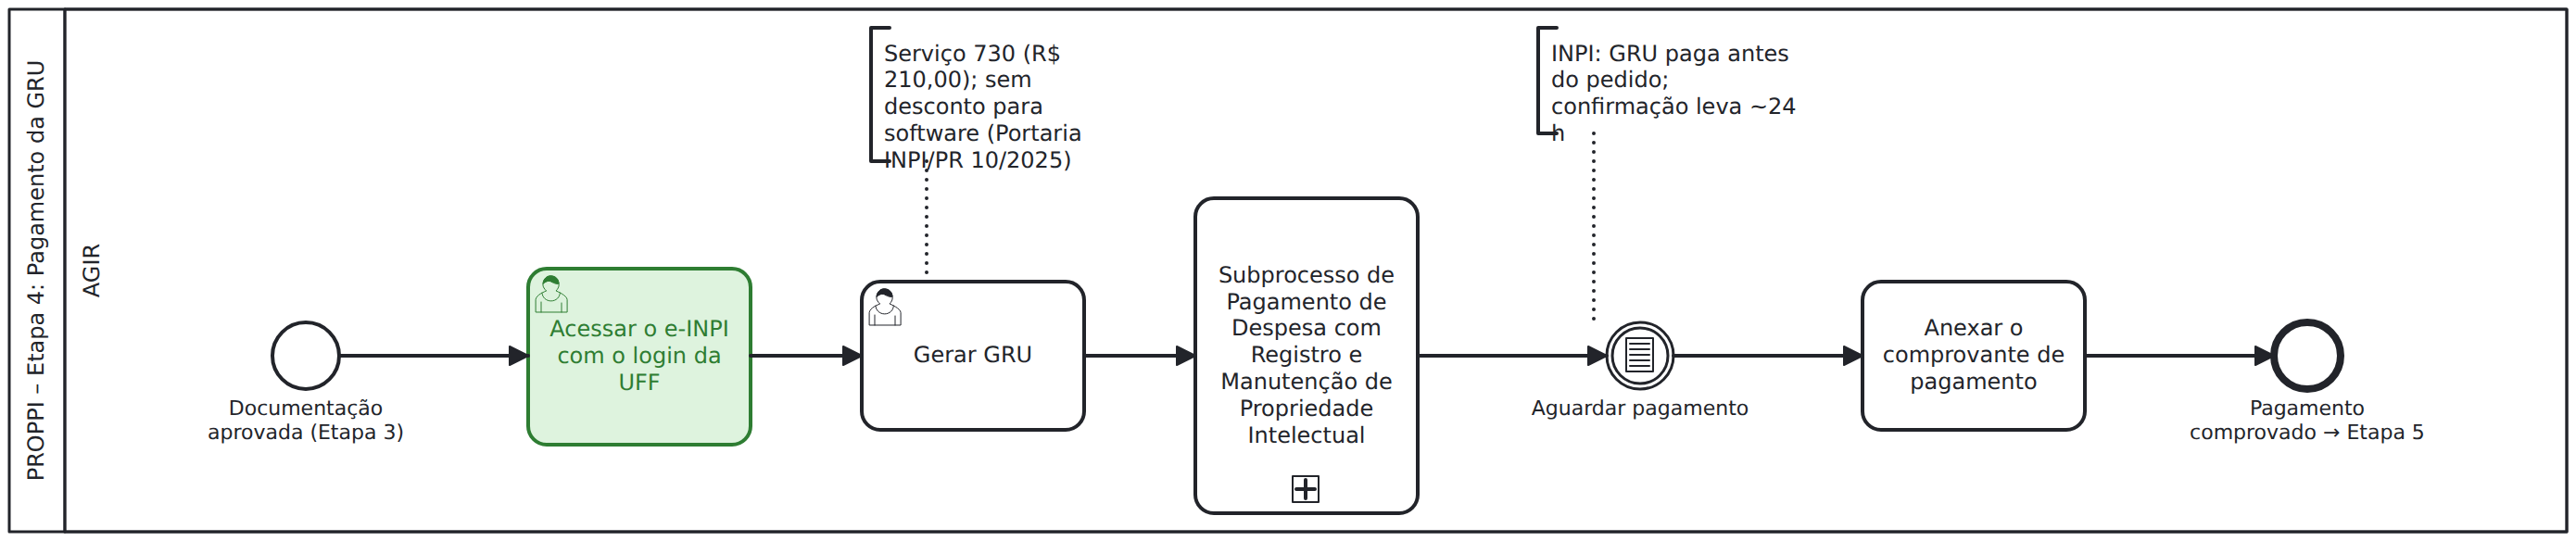 PROPPI – Etapa 4: Pagamento da GRU
AGIR
Serviço 730 (R$
210,00); sem
desconto para
software (Portaria
INPI/PR 10/2025)
INPI: GRU paga antes
do pedido;
confirmação leva ~24
h
Documentação
aprovada (Etapa 3)
Acessar o e-INPI
com o login da
UFF
Gerar GRU
Subprocesso de
Pagamento de
Despesa com
Registro e
Manutenção de
Propriedade
Intelectual
Aguardar pagamento
Anexar o
comprovante de
pagamento
Pagamento
comprovado → Etapa 5